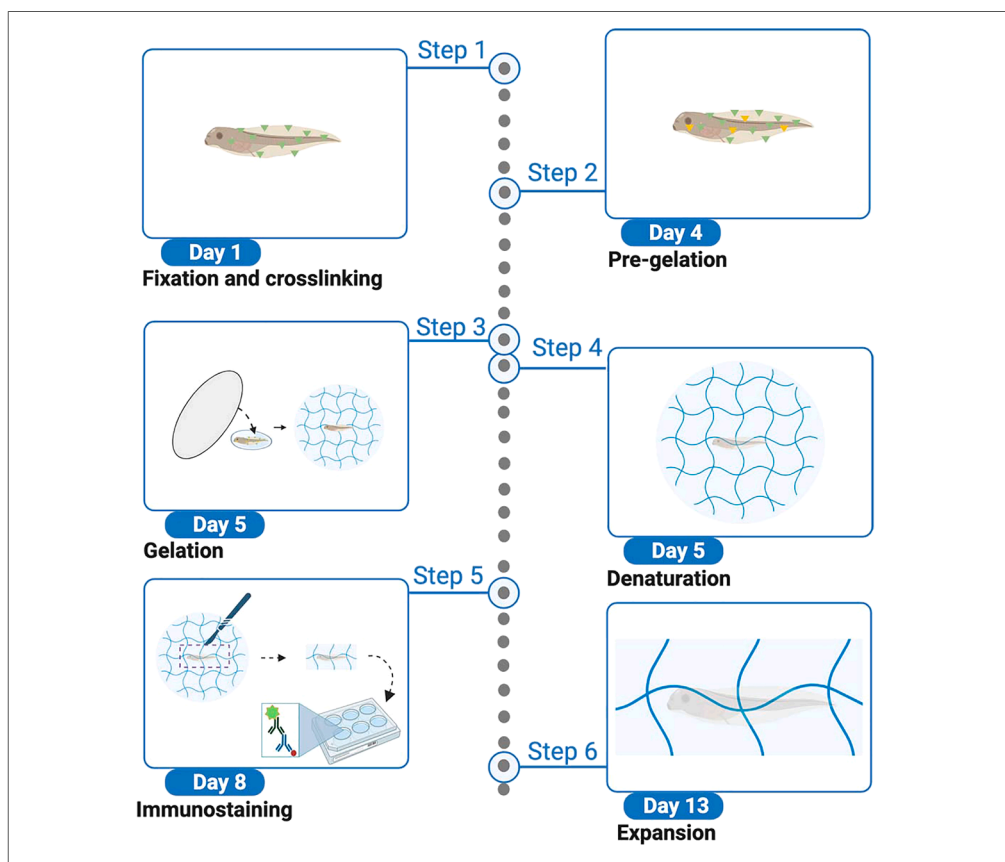 Step 1
Day 1
Fixation and crosslinking
Step 2
Day 4
Pre-gelation
Step 3
Day 5
Gelation
Step 4
Day 5
Denaturation
Step 5
Day 8
Immunostaining
Step 6
Day 13
Expansion